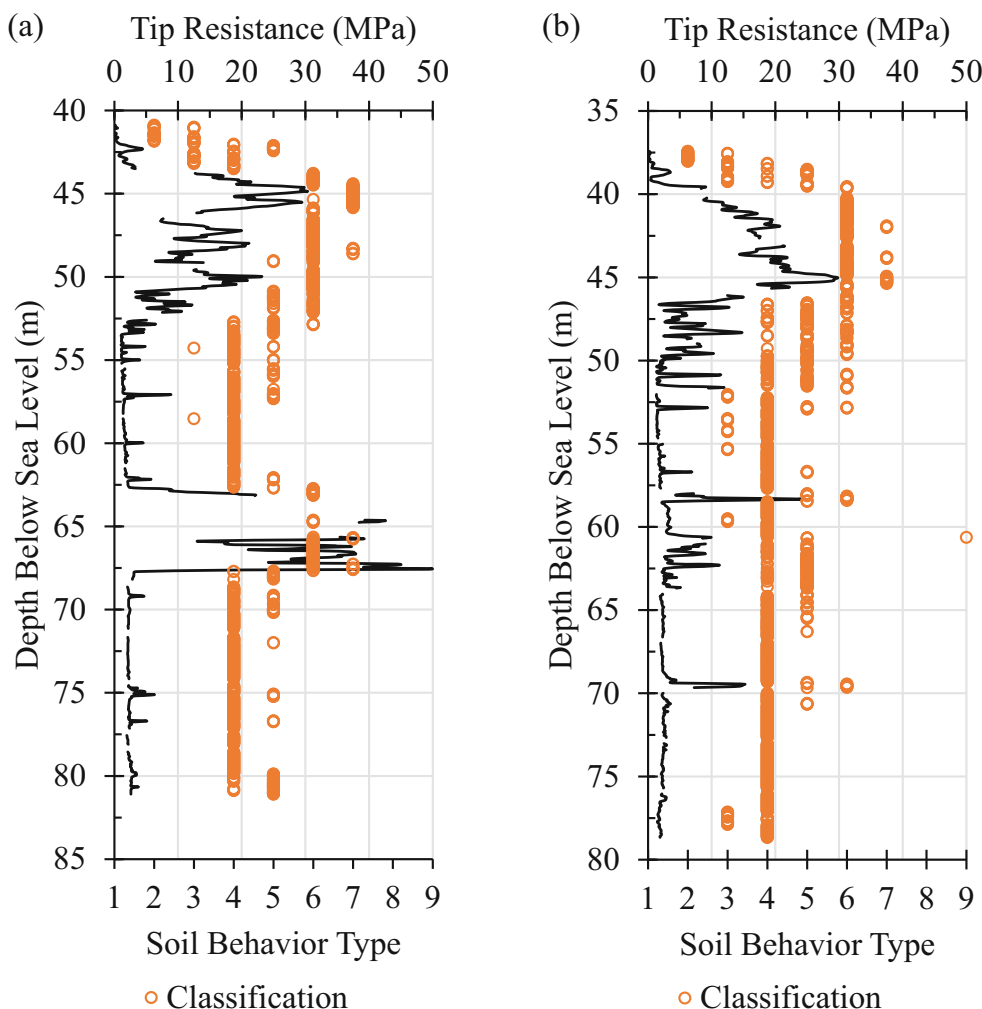 (a)
Tip Resistance (MPa)
0 10 20 30 40 50
Depth Below Sea Level (m)
40
45
50
55
60
65
70
75
80
85
1 2 3 4 5 6 7 8 9
Soil Behavior Type
Classification
(b)
Tip Resistance (MPa)
0 10 20 30 40 50
Depth Below Sea Level (m)
35
40
45
50
55
60
65
70
75
80
1 2 3 4 5 6 7 8 9
Soil Behavior Type
Classification